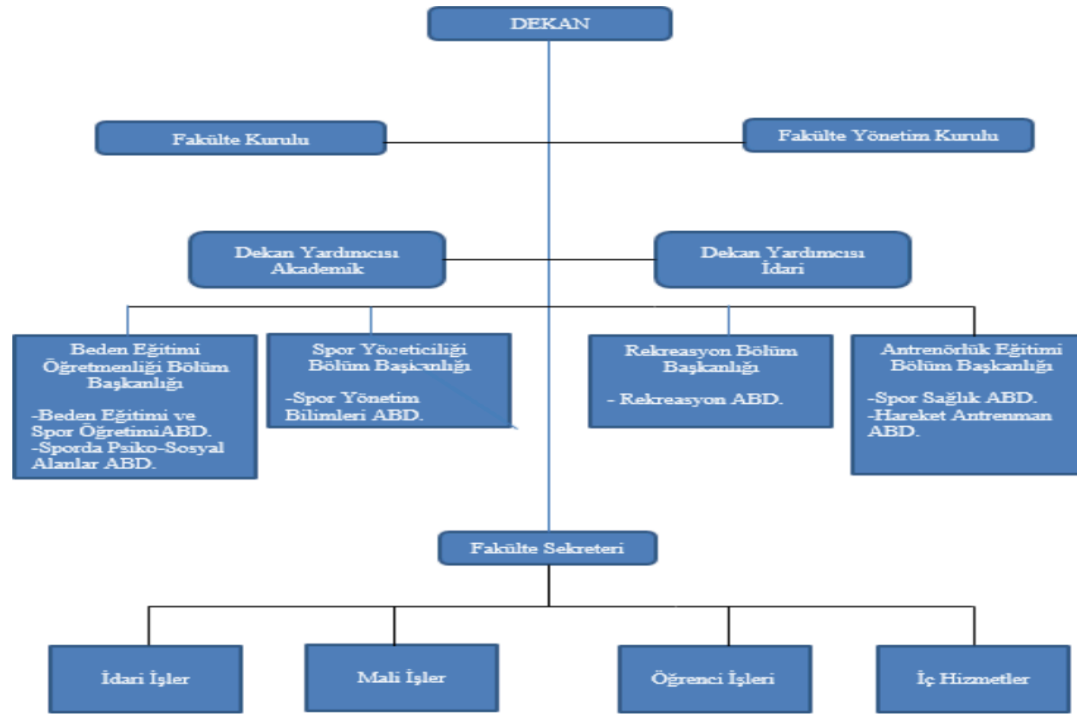 DEKAN
Fakülte Kurulu
Fakülte Yönetim Kurulu
Dekan Yardımcısı
Akademik
Dekan Yardımcısı
İdari
Beden Eğitimi
Öğretmenliği Bölüm
Başkanlığı
-Beden Eğitimi ve
Spor ÖğretimiABD.
-Sporda Psiko-Sosyal
Alanlar ABD.
Spor Yöneticiliği
Bölüm Başkanlığı
-Spor Yönetim
Bilimleri ABD.
Rekreasyon Bölüm
Başkanlığı
- Rekreasyon ABD.
Antrenörlük Eğitimi
Bölüm Başkanlığı
-Spor Sağlık ABD.
-Hareket Antrenman
ABD.
Fakülte Sekreteri
İdari İşler
Mali İşler
Öğrenci İşleri
İç Hizmetler